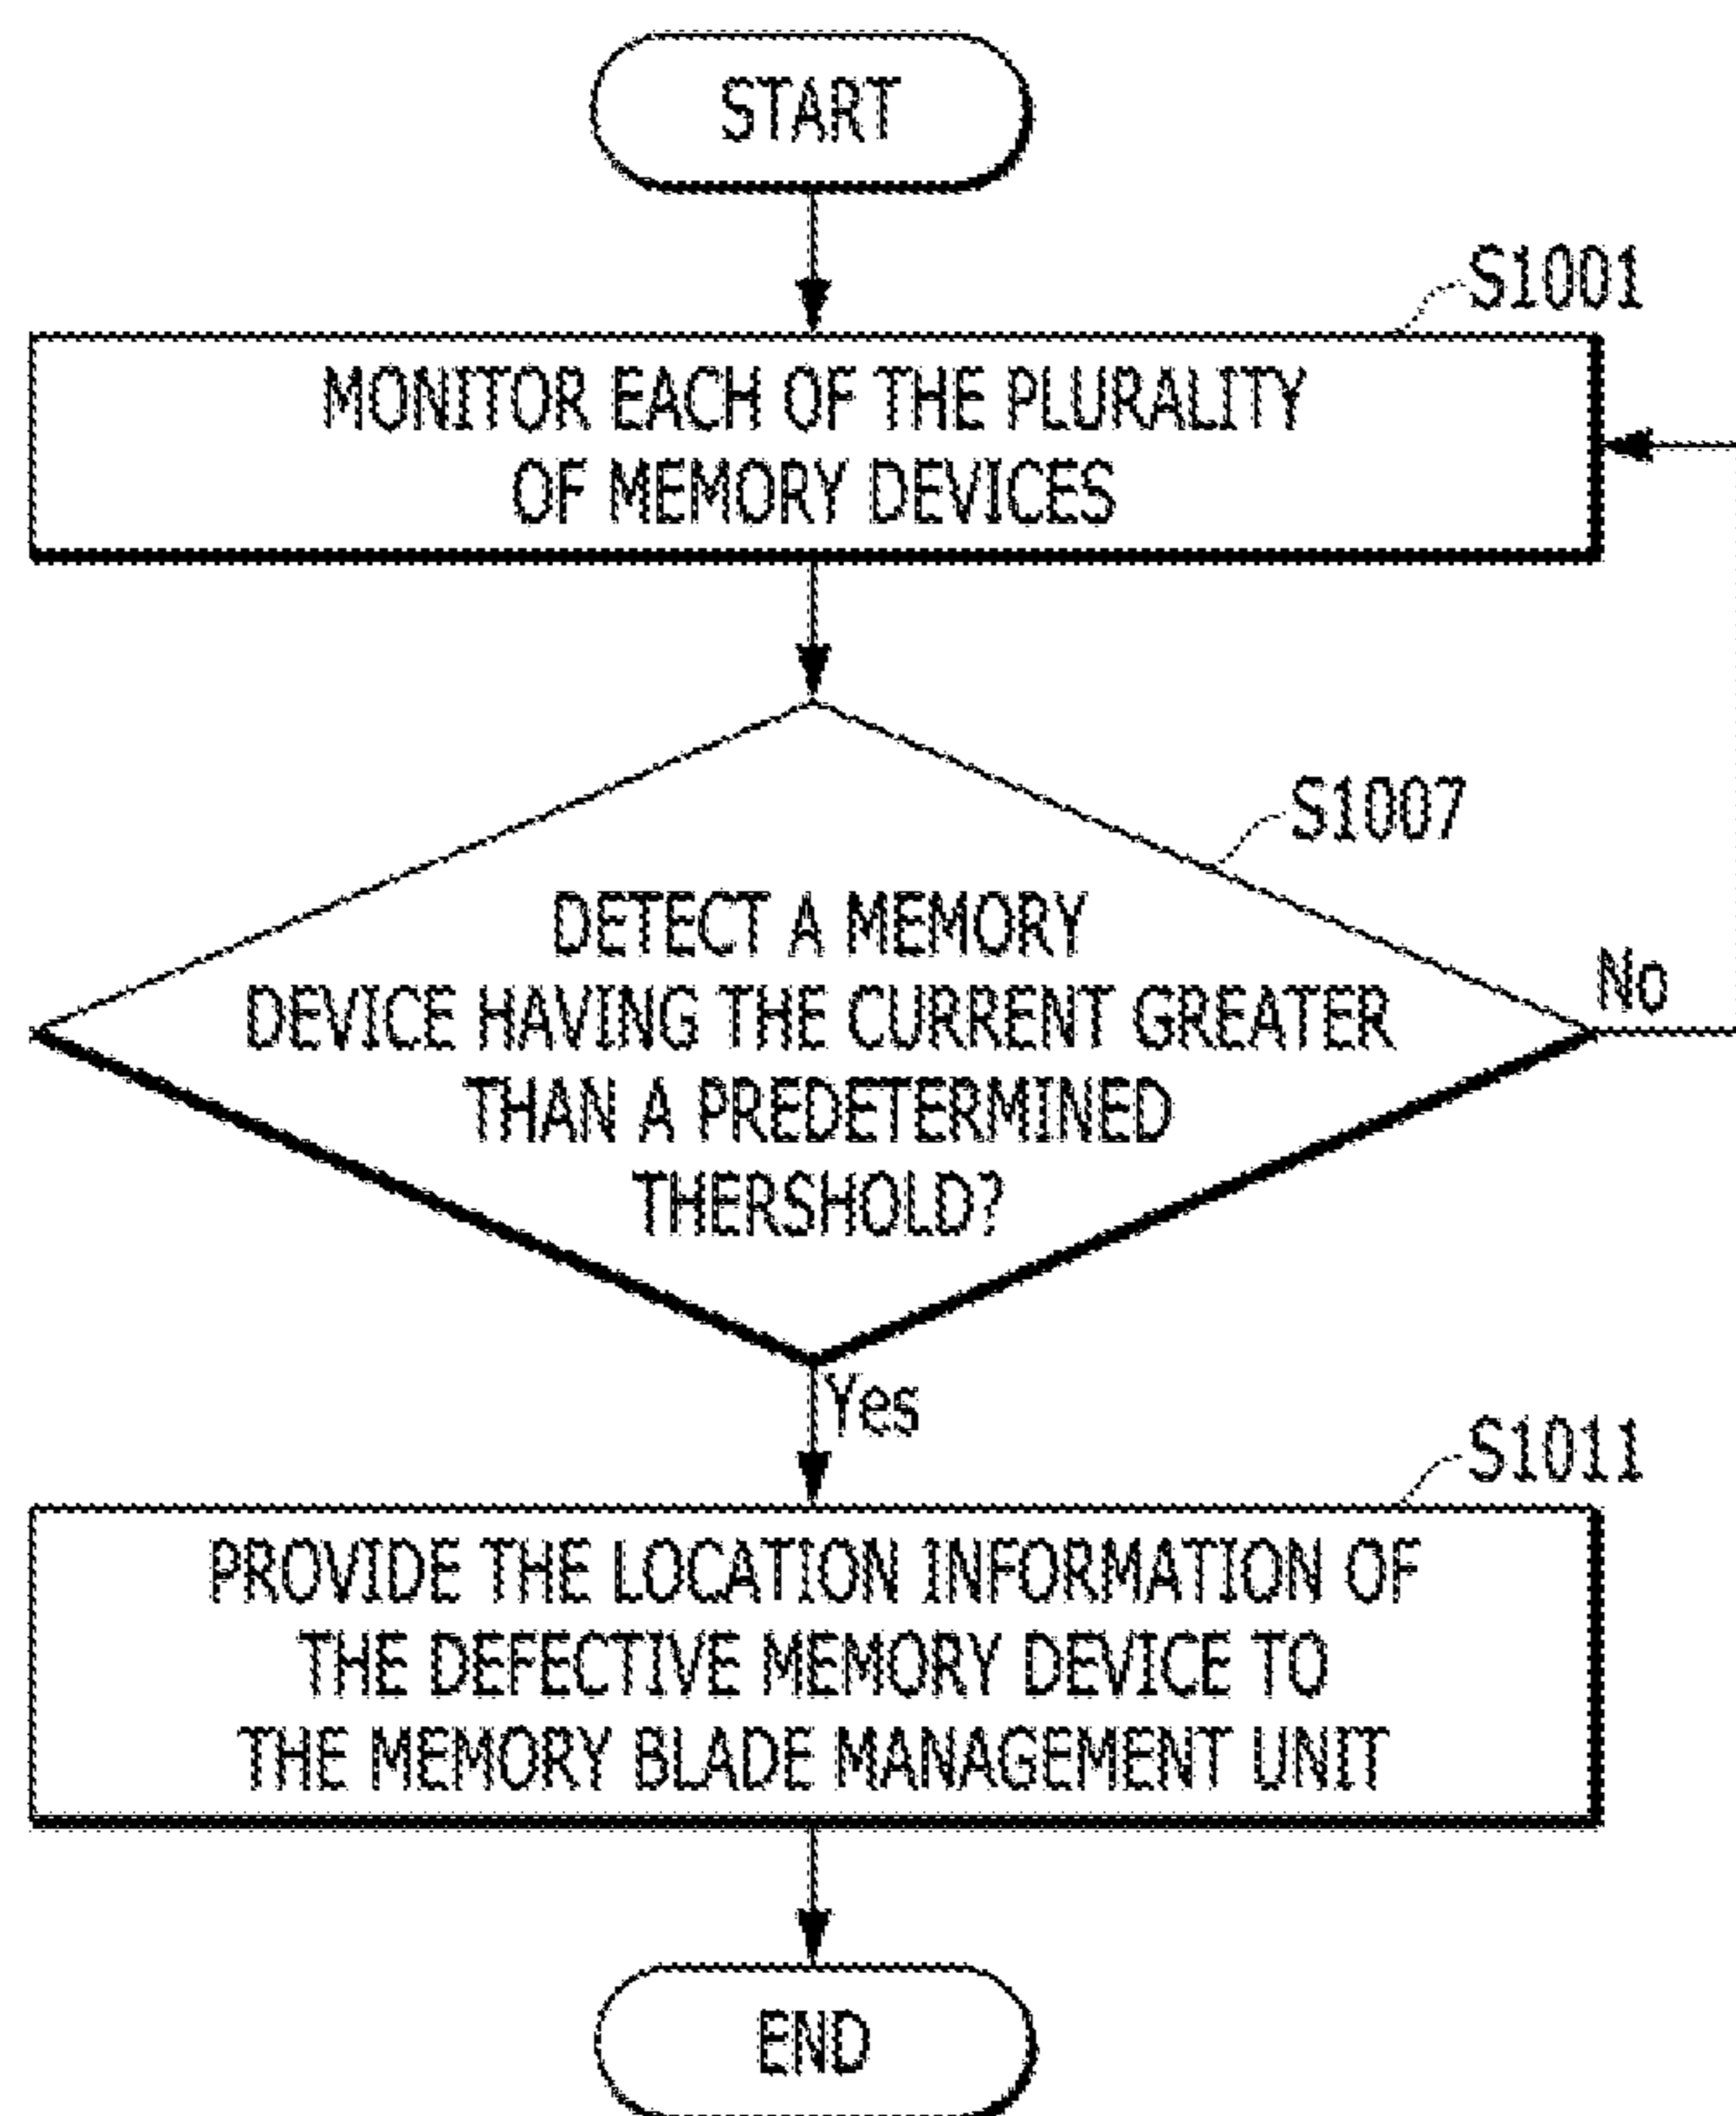 START
S1001
MONITOR EACH OF THE PLURALITY
OF MEMORY DEVICES
S1007
DETECT A MEMORY
DEVICE HAVING THE CURRENT GREATER
THAN A PREDETERMINED
THERSHOLD?
No
Yes
S1011
PROVIDE THE LOCATION INFORMATION OF
THE DEFECTIVE MEMORY DEVICE TO
THE MEMORY BLADE MANAGEMENT UNIT
END